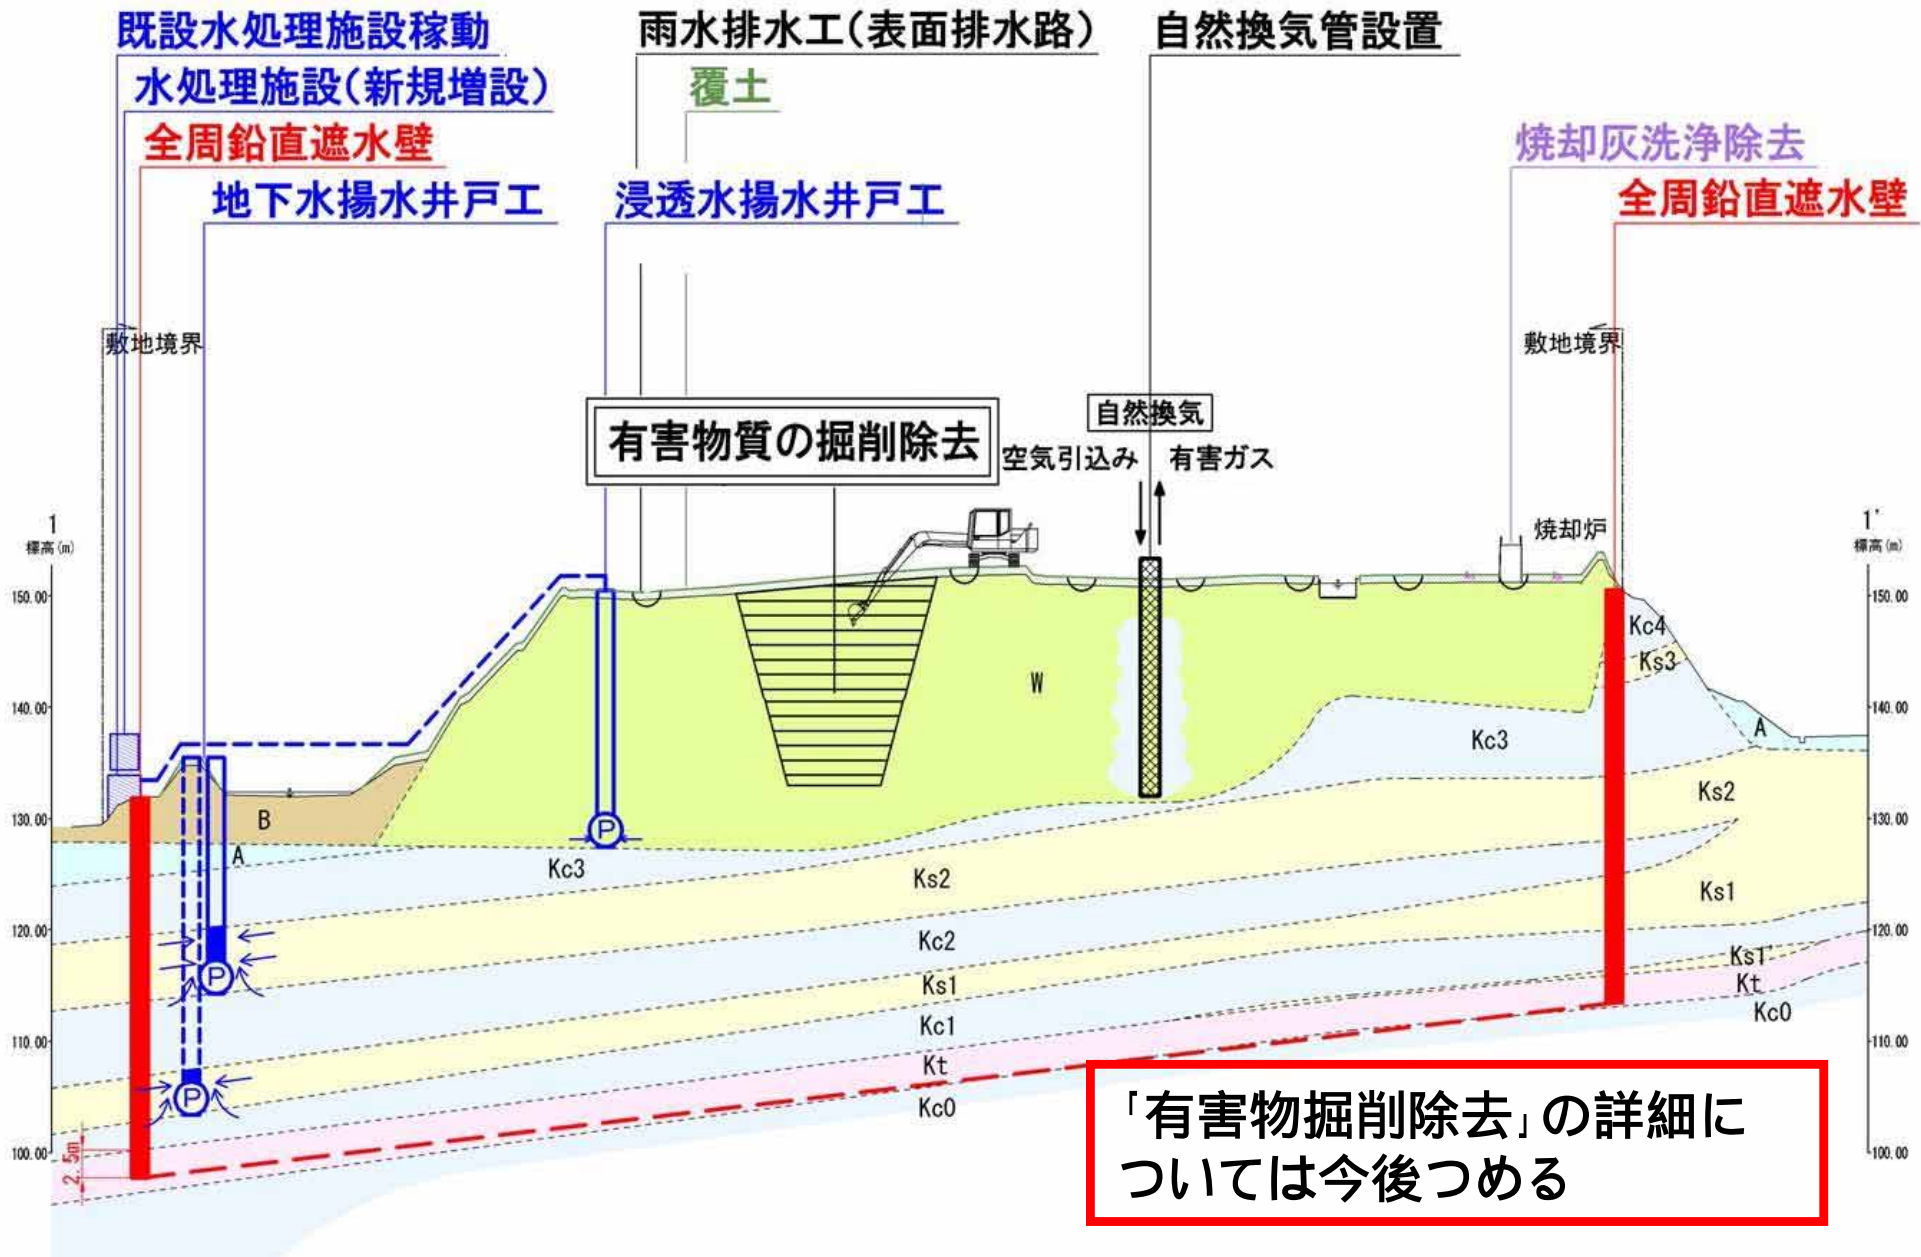 既設水処理施設稼動
雨水排水工(表面排水路)
自然換気管設置
水処理施設(新規増設)
覆土
全周鉛直遮水壁
焼却灰洗浄除去
地下水揚水井戸工
浸透水揚水井戸工
全周鉛直遮水壁
敷地境界
敷地境界
有害物質の掘削除去
自然換気
空気引込み
有害ガス
焼却炉
1
標高(m)
1'
標高(m)
150.00
150.00
Kc4
Ks3
W
140.00
140.00
A
Kc3
Ks2
130.00
B
P
130.00
A
Kc3
Ks2
Ks1
120.00
Kc2
120.00
P
Ks1
Ks1'
Kt
Kc1
Kc0
110.00
110.00
Kt
P
Kc0
100.00
100.00
2.5m
「有害物掘削除去」の詳細に
ついては今後つめる